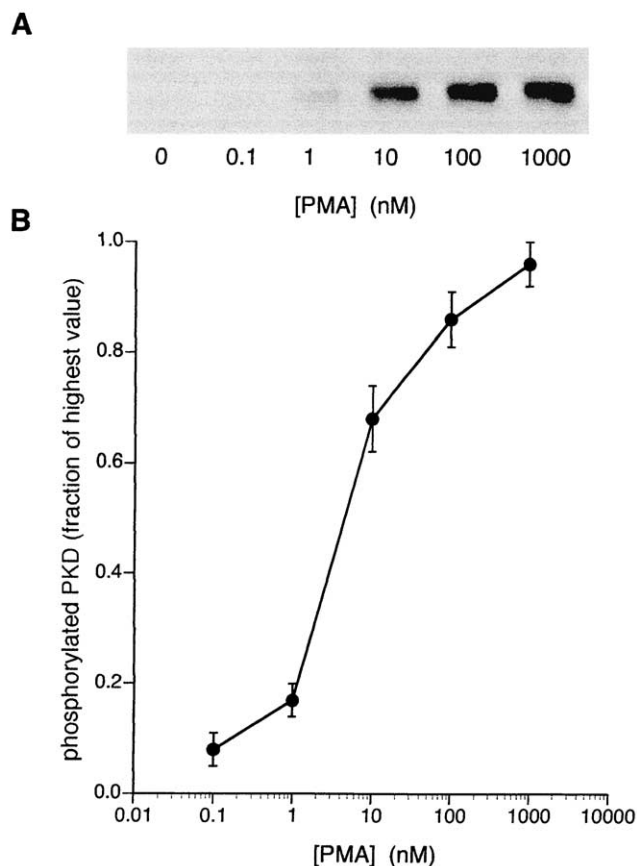 A
0 0.1 1 10 100 1000
[PMA] (nM)
B
phosphorylated PKD (fraction of highest value)
1.0
0.8
0.6
0.4
0.2
0.0
0.01 0.1 1 10 100 1000 10000
[PMA] (nM)